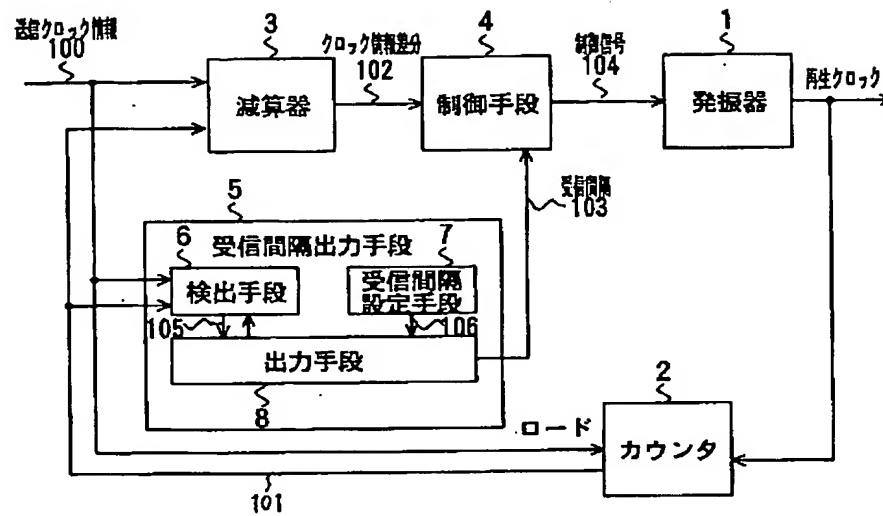 送信クロック情報
100
3
減算器
クロック情報差分
102
4
制御手段
制御信号
104
1
発振器
再生クロック
受信間隔
103
5
受信間隔出力手段
6
検出手段
7
受信間隔
設定手段
105
106
出力手段
8
ロード
2
カウンタ
101